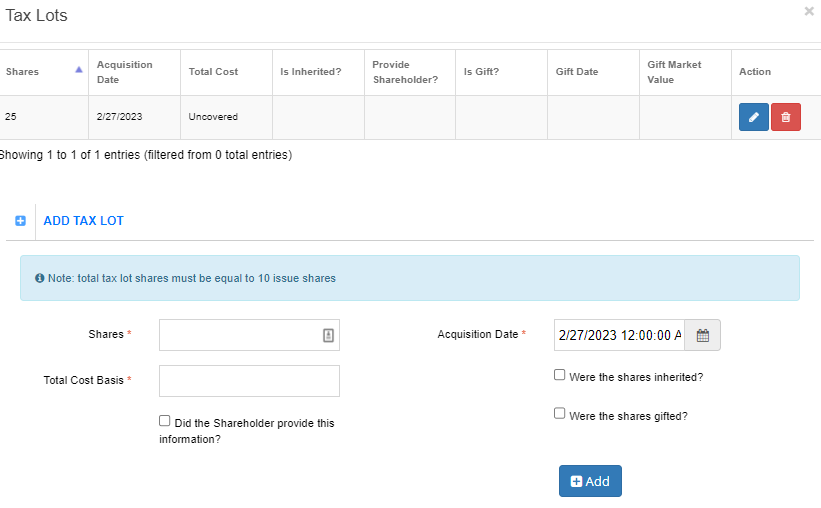 Tax Lots
×
Shares
Acquisition Date
Total Cost
Is Inherited?
Provide Shareholder?
Is Gift?
Gift Date
Gift Market Value
Action
25
2/27/2023
Uncovered
Showing 1 to 1 of 1 entries (filtered from 0 total entries)
ADD TAX LOT
Note: total tax lot shares must be equal to 10 issue shares
Shares *
Acquisition Date *
2/27/2023 12:00:00 A
Total Cost Basis *
Were the shares inherited?
Did the Shareholder provide this
information?
Were the shares gifted?
Add